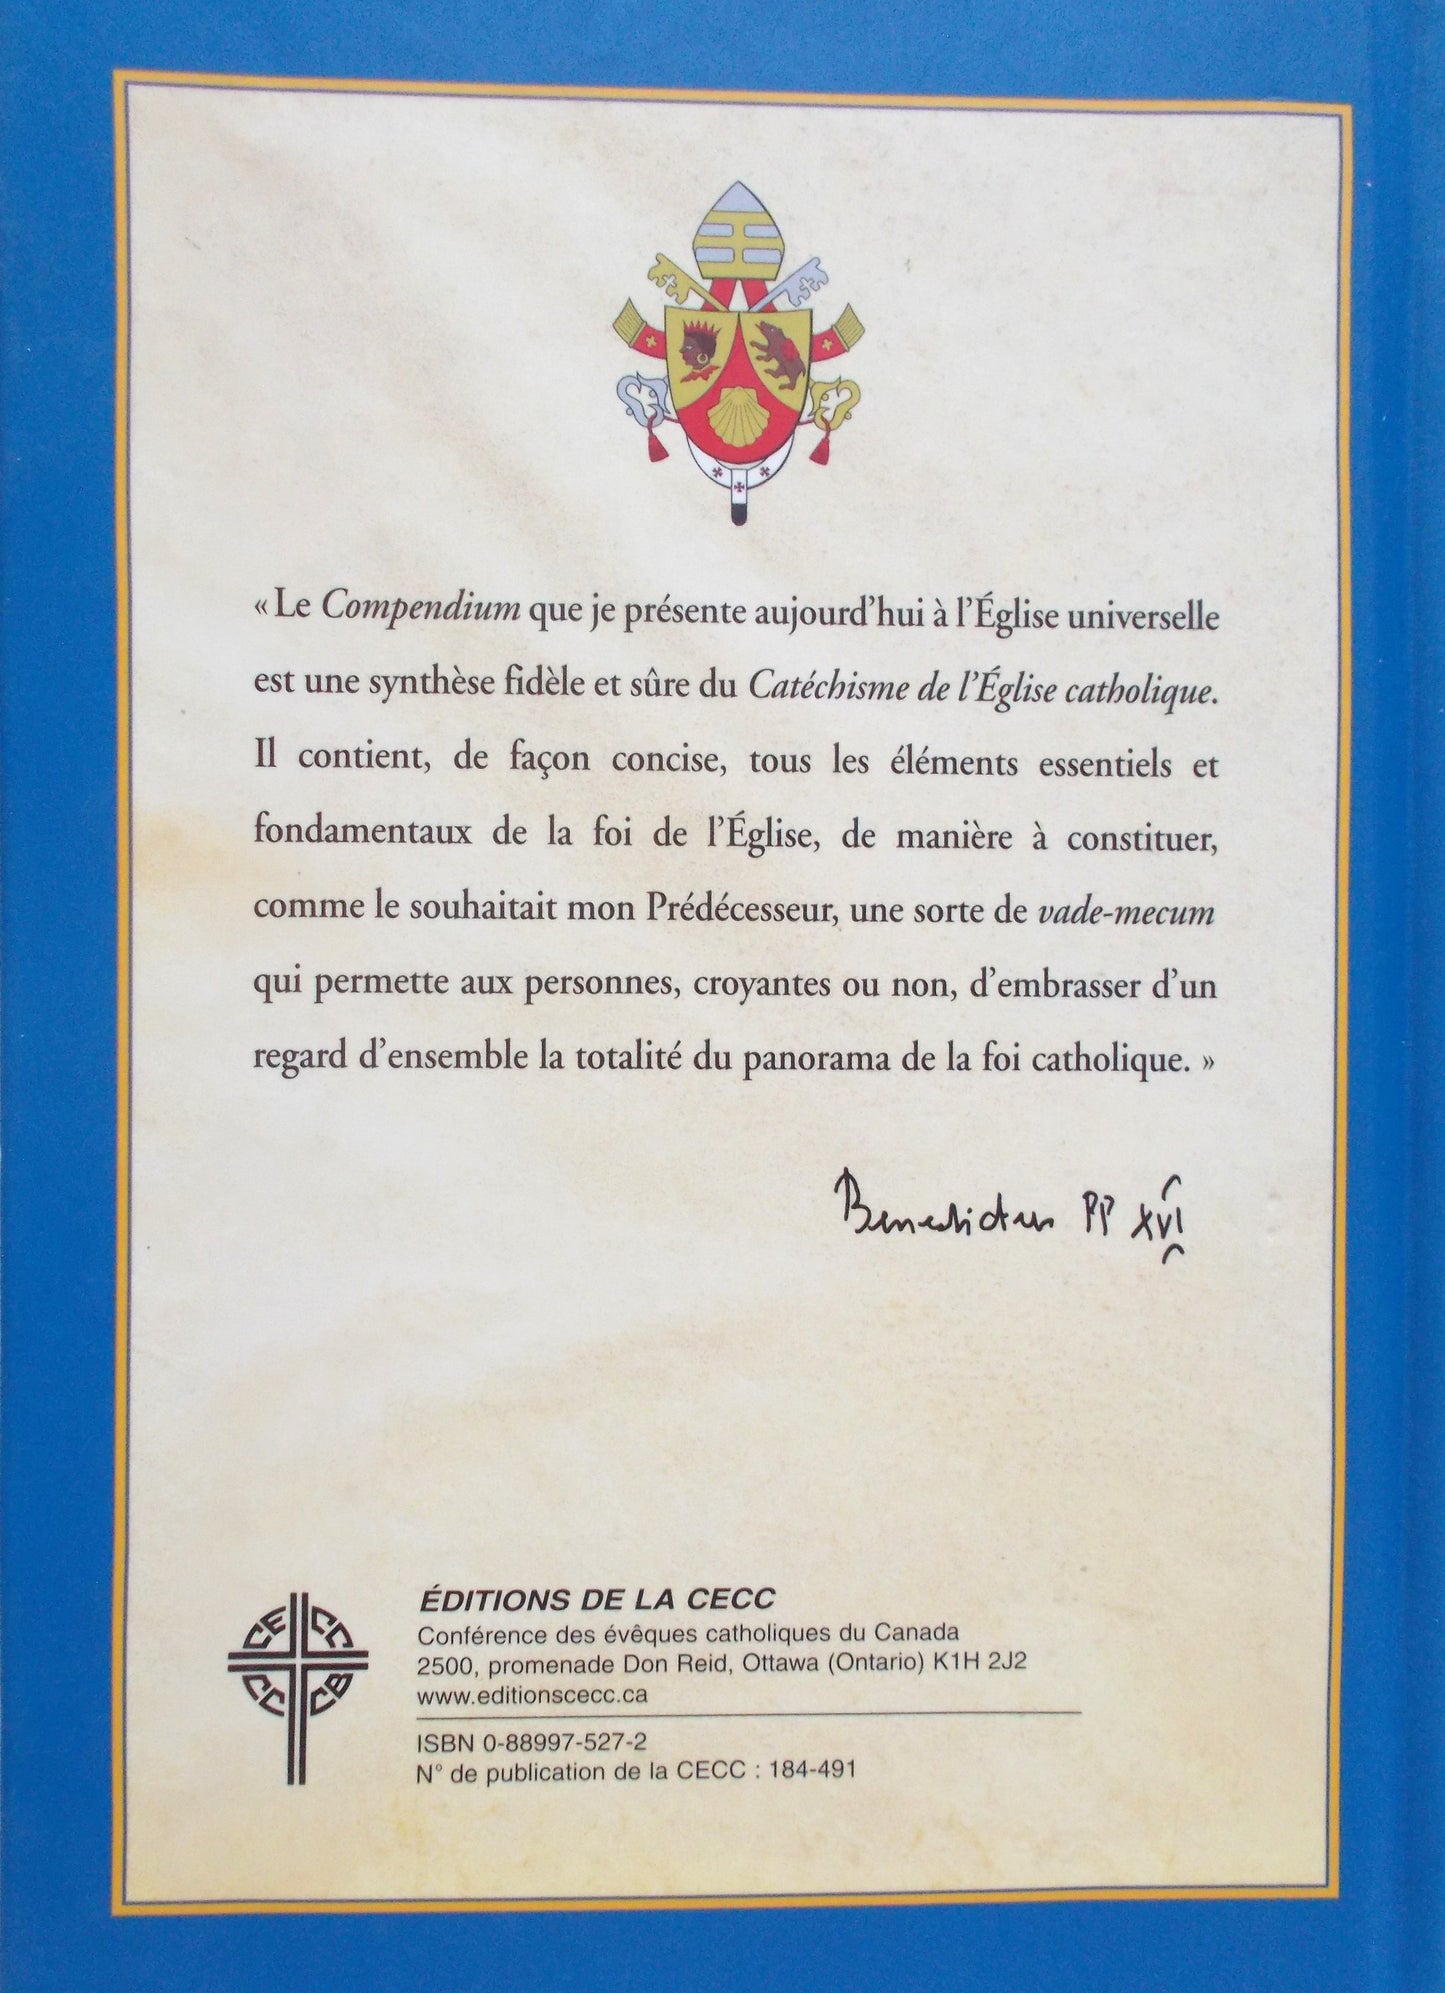 « Le Compendium que je présente aujourd'hui à l'Église universelle
est une synthèse fidèle et sûre du Catéchisme de l'Église catholique.
Il contient, de façon concise, tous les éléments essentiels et
fondamentaux de la foi de l'Église, de manière à constituer,
comme le souhaitait mon Prédécesseur, une sorte de vade-mecum
qui permette aux personnes, croyantes ou non, d'embrasser d'un
regard d'ensemble la totalité du panorama de la foi catholique. »
Benedictus PP XVI
CECC
CCCB
ÉDITIONS DE LA CECC
Conférence des évêques catholiques du Canada
2500, promenade Don Reid, Ottawa (Ontario) K1H 2J2
www.editionscecc.ca
ISBN 0-88997-527-2
N° de publication de la CECC : 184-491